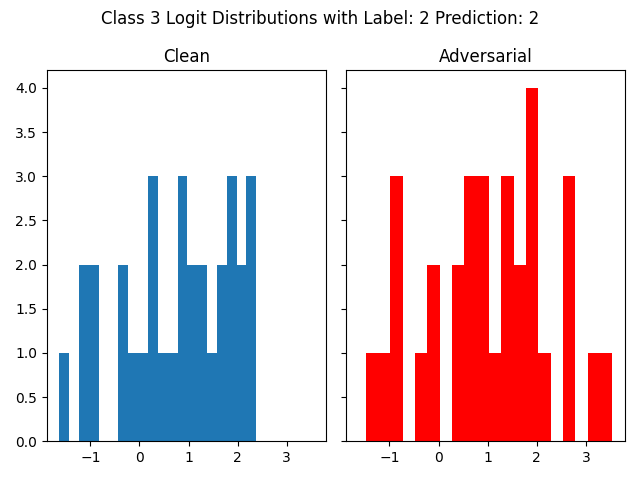 Class 3 Logit Distributions with Label: 2 Prediction: 2
Clean
Adversarial
4.0
3.5
3.0
2.5
2.0
1.5
1.0
0.5
0.0
−1 0 1 2 3
−1 0 1 2 3